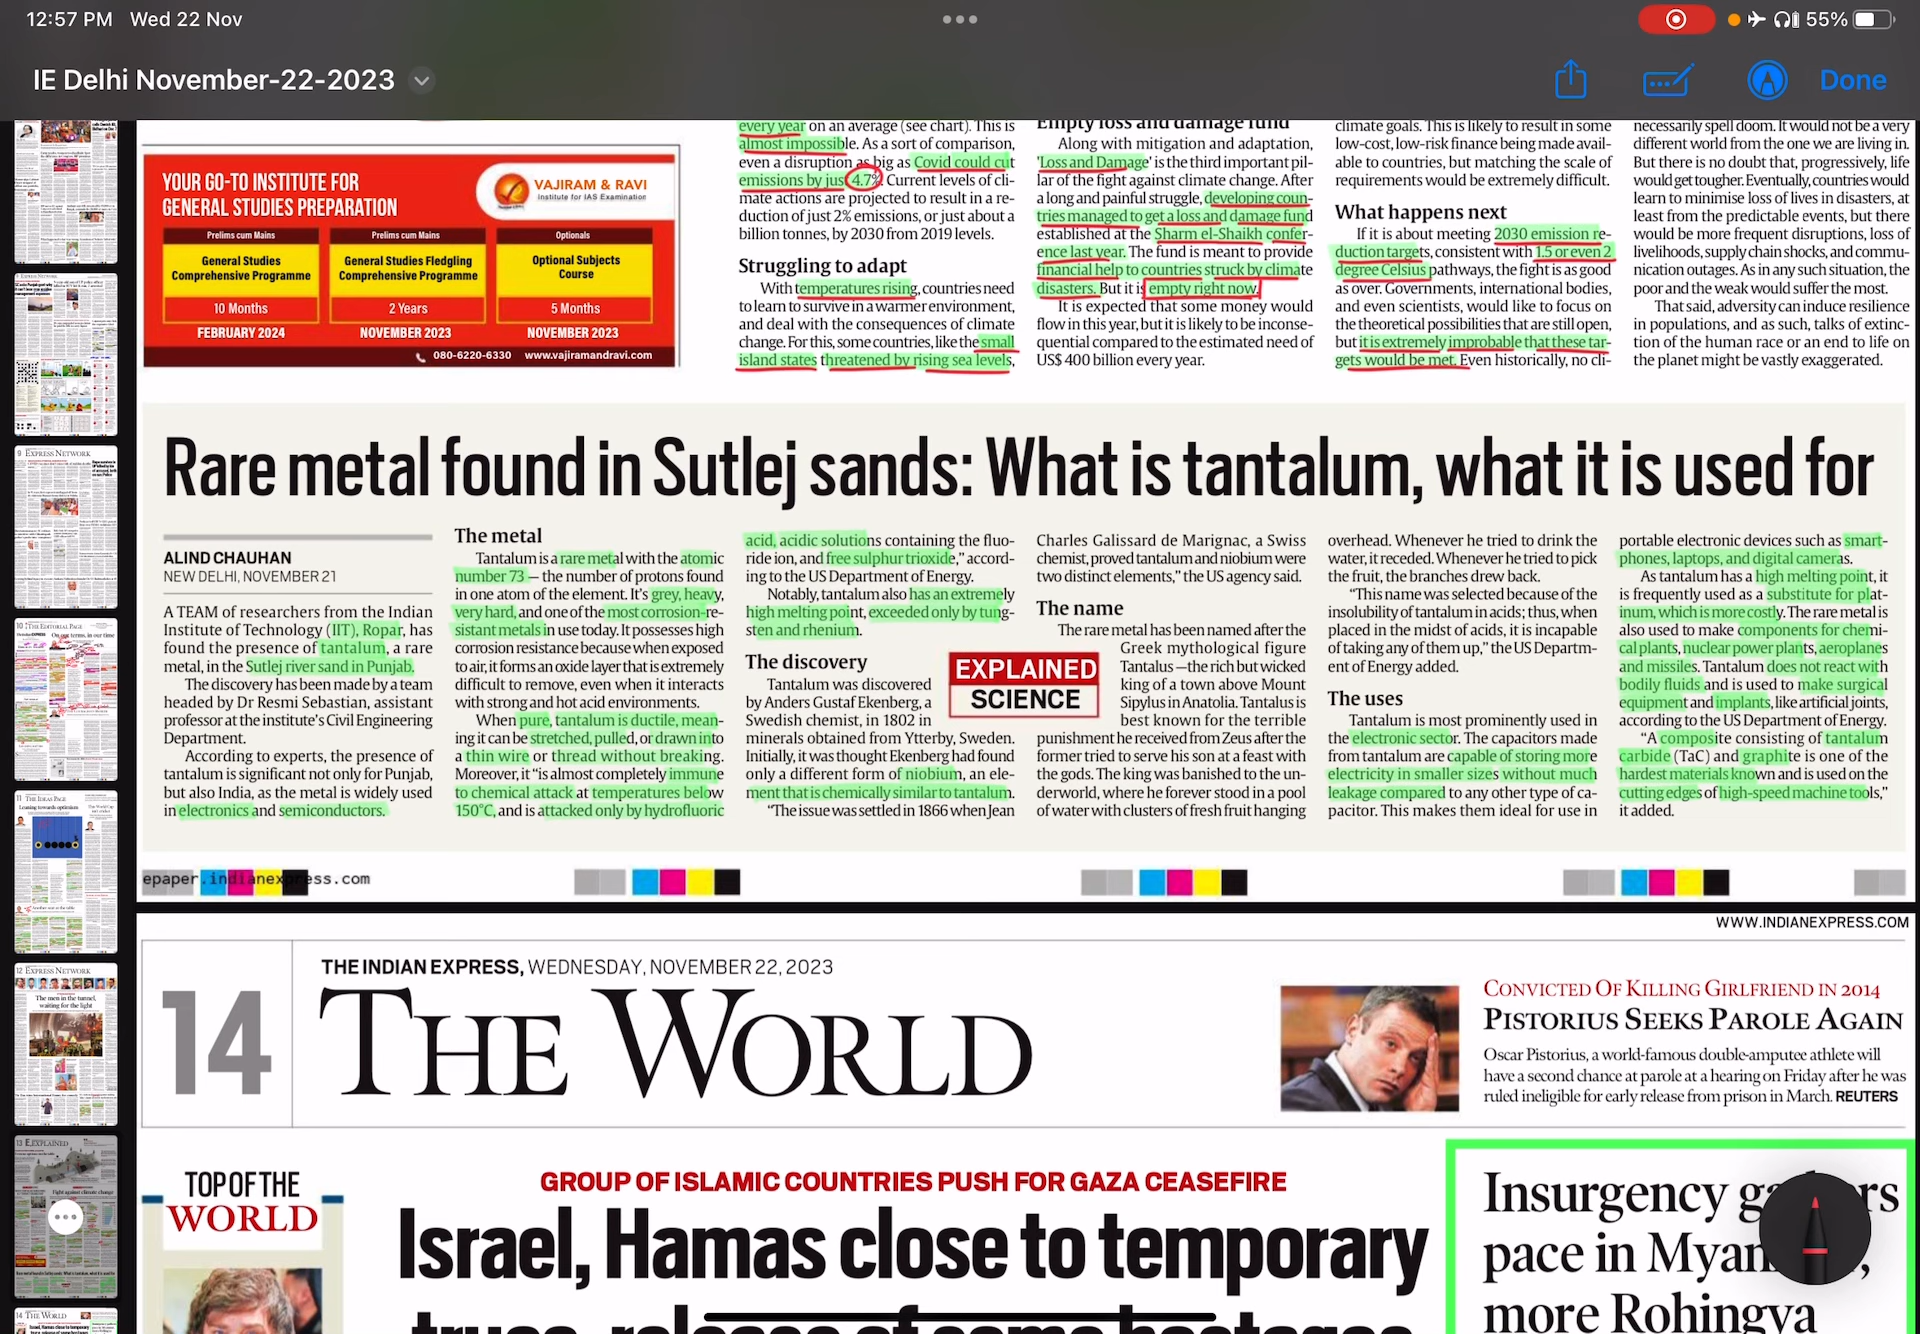 12:57 PM Wed 22 Nov
55%
IE Delhi November-22-2023
Done
YOUR GO-TO INSTITUTE FOR
GENERAL STUDIES PREPARATION
VAJIRAM & RAVI
Institute for IAS Examination
Prelims cum Mains
General Studies
Comprehensive Programme
10 Months
FEBRUARY 2024
Prelims cum Mains
General Studies Fledgling
Comprehensive Programme
2 Years
NOVEMBER 2023
Optionals
Optional Subjects
Course
5 Months
NOVEMBER 2023
080-6220-6330 www.vajiramandravi.com
every year on an average (see chart). This is
almost impossible. As a sort of comparison,
even a disruption as big as Covid could cut
emissions by just 4.7%. Current levels of cli-
mate actions are projected to result in a re-
duction of just 2% emissions, or just about a
billion tonnes, by 2030 from 2019 levels.
Struggling to adapt
With temperatures rising, countries need
to learn to survive in a warmer environment,
and deal with the consequences of climate
change. For this, some countries, like the small
island states threatened by rising sea levels,
Empty loss and damage fund
Along with mitigation and adaptation,
'Loss and Damage' is the third important pil-
lar of the fight against climate change. After
a long and painful struggle, developing coun-
tries managed to get a loss and damage fund
established at the Sharm el-Shaikh confer-
ence last year. The fund is meant to provide
financial help to countries struck by climate
disasters. But it is empty right now.
It is expected that some money would
flow in this year, but it is likely to be inconse-
quential compared to the estimated need of
US$ 400 billion every year.
climate goals. This is likely to result in some
low-cost, low-risk finance being made avail-
able to countries, but matching the scale of
requirements would be extremely difficult.
What happens next
If it is about meeting 2030 emission re-
duction targets, consistent with 1.5 or even 2
degree Celsius pathways, the fight is as good
as over. Governments, international bodies,
and even scientists, would like to focus on
the theoretical possibilities that are still open,
but it is extremely improbable that these tar-
gets would be met. Even historically, no cli-
necessarily spell doom. It would not be a very
different world from the one we are living in.
But there is no doubt that, progressively, life
would get tougher. Eventually, countries would
learn to minimise loss of lives in disasters, at
least from the predictable events, but there
would be more frequent disruptions, loss of
livelihoods, supply chain shocks, and commu-
nication outages. As in any such situation, the
poor and the weak would suffer the most.
That said, adversity can induce resilience
in populations, and as such, talks of extinc-
tion of the human race or an end to life on
the planet might be vastly exaggerated.
Rare metal found in Sutlej sands: What is tantalum, what it is used for
ALIND CHAUHAN
NEW DELHI, NOVEMBER 21
A TEAM of researchers from the Indian
Institute of Technology (IIT), Ropar, has
found the presence of tantalum, a rare
metal, in the Sutlej river sand in Punjab.
The discovery has been made by a team
headed by Dr Resmi Sebastian, assistant
professor at the institute's Civil Engineering
Department.
According to experts, the presence of
tantalum is significant not only for Punjab,
but also India, as the metal is widely used
in electronics and semiconductors.
The metal
Tantalum is a rare metal with the atomic
number 73 — the number of protons found
in one atom of the element. It's grey, heavy,
very hard, and one of the most corrosion-re-
sistant metals in use today. It possesses high
corrosion resistance because when exposed
to air, it forms an oxide layer that is extremely
difficult to remove, even when it interacts
with strong and hot acid environments.
When pure, tantalum is ductile, mean-
ing it can be stretched, pulled, or drawn into
a thin wire or thread without breaking.
Moreover, it "is almost completely immune
to chemical attack at temperatures below
150°C, and is attacked only by hydrofluoric
acid, acidic solutions containing the fluo-
ride ion, and free sulphur trioxide," accord-
ing to the US Department of Energy.
Notably, tantalum also has an extremely
high melting point, exceeded only by tung-
sten and rhenium.
The discovery
Tantalum was discovered
by Anders Gustaf Ekenberg, a
Swedish chemist, in 1802 in
minerals obtained from Ytterby, Sweden.
Initially, it was thought Ekenberg had found
only a different form of niobium, an ele-
ment that is chemically similar to tantalum.
"The issue was settled in 1866 when Jean
Charles Galissard de Marignac, a Swiss
chemist, proved tantalum and niobium were
two distinct elements," the US agency said.
EXPLAINED
SCIENCE
The name
The rare metal has been named after the
Greek mythological figure
Tantalus —the rich but wicked
king of a town above Mount
Sipylus in Anatolia. Tantalus is
best known for the terrible
punishment he received from Zeus after the
former tried to serve his son at a feast with
the gods. The king was banished to the un-
derworld, where he forever stood in a pool
of water with clusters of fresh fruit hanging
overhead. Whenever he tried to drink the
water, it receded. Whenever he tried to pick
the fruit, the branches drew back.
"This name was selected because of the
insolubility of tantalum in acids; thus, when
placed in the midst of acids, it is incapable
of taking any of them up," the US Departm-
ent of Energy added.
The uses
Tantalum is most prominently used in
the electronic sector. The capacitors made
from tantalum are capable of storing more
electricity in smaller sizes without much
leakage compared to any other type of ca-
pacitor. This makes them ideal for use in
portable electronic devices such as smart-
phones, laptops, and digital cameras.
As tantalum has a high melting point, it
is frequently used as a substitute for plat-
inum, which is more costly. The rare metal is
also used to make components for chemi-
cal plants, nuclear power plants, aeroplanes
and missiles. Tantalum does not react with
bodily fluids and is used to make surgical
equipment and implants, like artificial joints,
according to the US Department of Energy.
"A composite consisting of tantalum
carbide (TaC) and graphite is one of the
hardest materials known and is used on the
cutting edges of high-speed machine tools,"
it added.
epaper.indianexpress.com
WWW.INDIANEXPRESS.COM
14
THE INDIAN EXPRESS, WEDNESDAY, NOVEMBER 22, 2023
THE WORLD
CONVICTED OF KILLING GIRLFRIEND IN 2014
PISTORIUS SEEKS PAROLE AGAIN
Oscar Pistorius, a world-famous double-amputee athlete will
have a second chance at parole at a hearing on Friday after he was
ruled ineligible for early release from prison in March. REUTERS
TOP OF THE
WORLD
GROUP OF ISLAMIC COUNTRIES PUSH FOR GAZA CEASEFIRE
Israel, Hamas close to temporary
truce, release of some hostages
Insurgency
pace in
more Rohingya